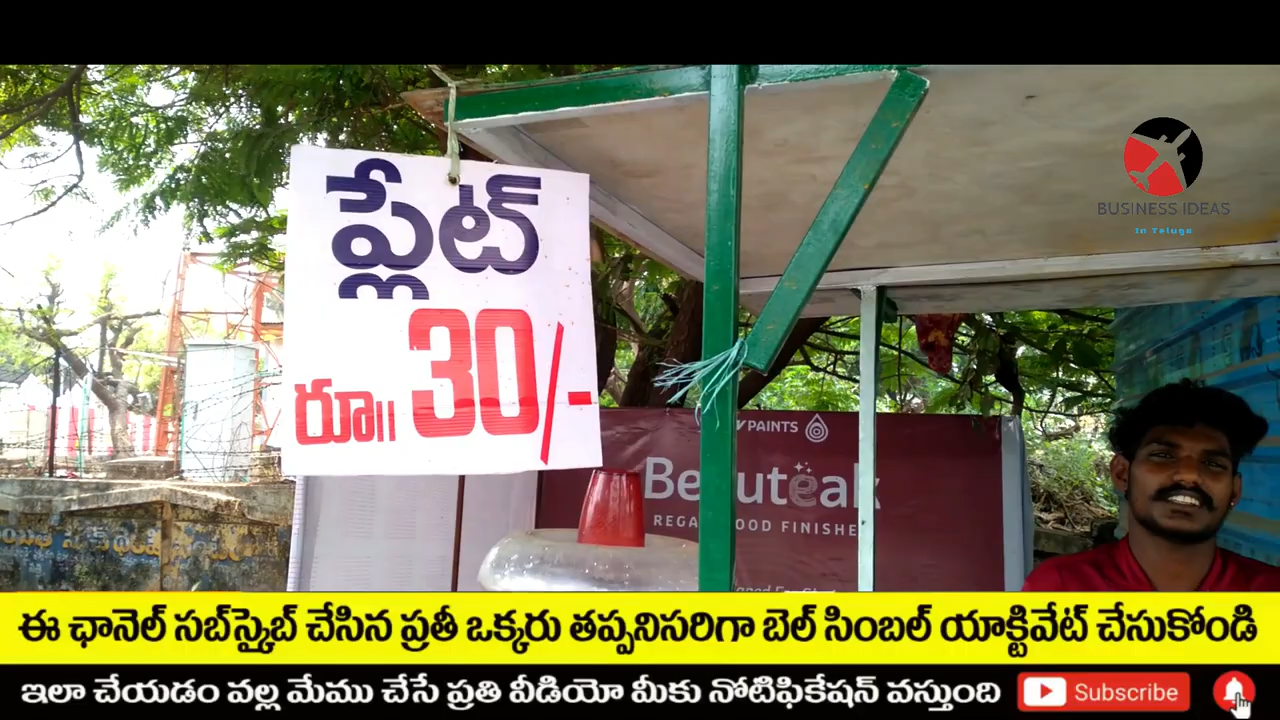 ప్లేట్
రూ॥ 30/-
BUSINESS IDEAS
In Telugu
PAINTS
REGA OOD FINISHE
ఈ ఛానెల్ సబ్‌స్క్రైబ్ చేసిన ప్రతీ ఒక్కరు తప్పనిసరిగా బెల్ సింబల్ యాక్టివేట్ చేసుకోండి
ఇలా చేయడం వల్ల మేము చేసే ప్రతి వీడియో మీకు నోటిఫికేషన్ వస్తుంది
Subscribe